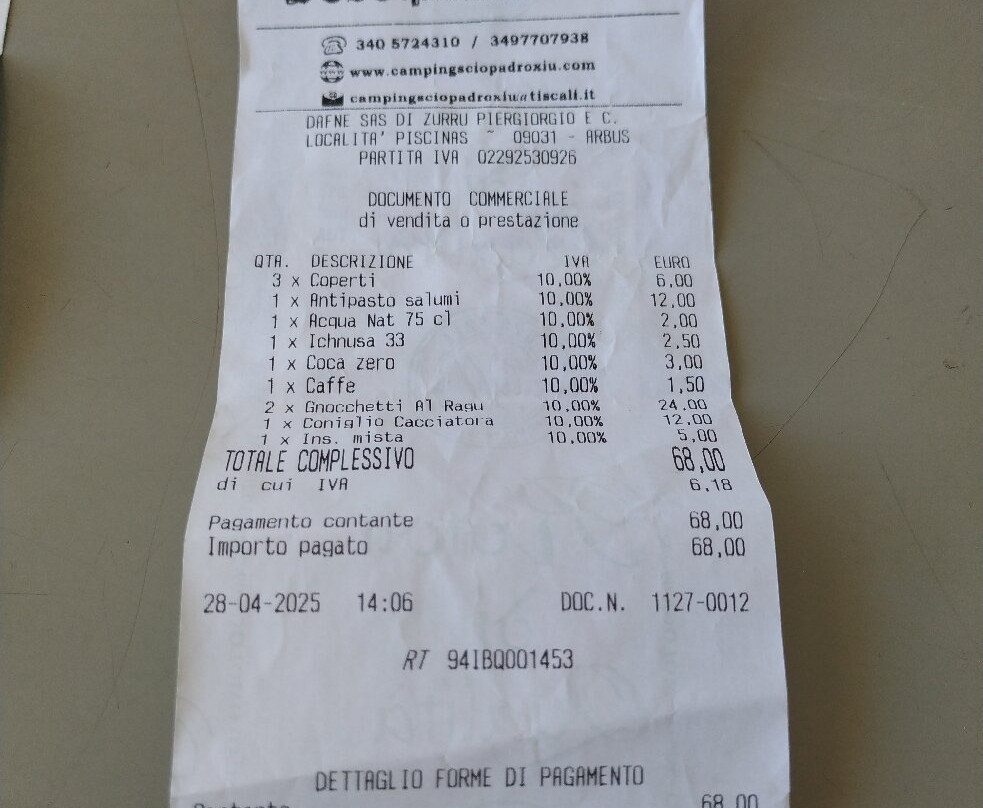 340 5724310 / 3497707938
www.campingsciopadroxiu.com
campingsciopadroxiu@tiscali.it
DAFNE SAS DI ZURRU PIERGIORGIO E C.
LOCALITA' PISCINAS ~ 09031 - ARBUS
PARTITA IVA 02292530926
DOCUMENTO COMMERCIALE
di vendita o prestazione
QTA. DESCRIZIONE IVA EURO
3 x Coperti 10,00% 6,00
1 x Antipasto salumi 10,00% 12,00
1 x Acqua Nat 75 cl 10,00% 2,00
1 x Ichnusa 33 10,00% 2,50
1 x Coca zero 10,00% 3,00
1 x Caffe 10,00% 1,50
2 x Gnocchetti Al Ragu 10,00% 24,00
1 x Coniglio Cacciatora 10,00% 12,00
1 x Ins. mista 10,00% 5,00
TOTALE COMPLESSIVO 68,00
di cui IVA 6,18
Pagamento contante 68,00
Importo pagato 68,00
28-04-2025 14:06 DOC.N. 1127-0012
RT 94IBQ001453
DETTAGLIO FORME DI PAGAMENTO
Contante 68,00